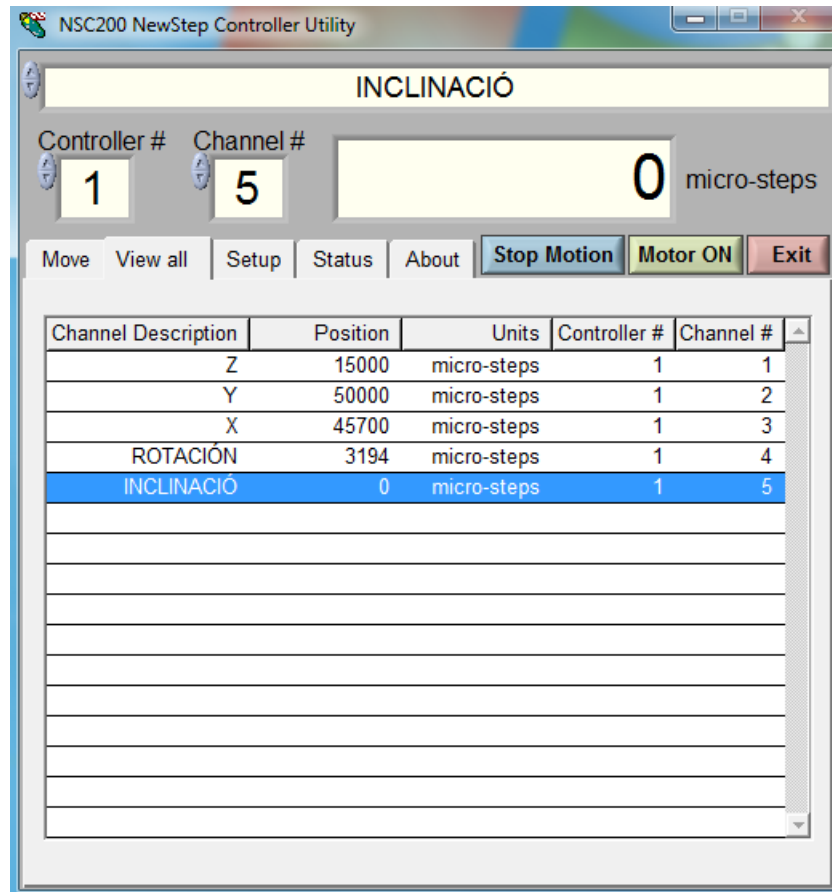 NSC200 NewStep Controller Utility
INCLINACIÓ
Controller # Channel #
1 5 0 micro-steps
Move View all Setup Status About Stop Motion Motor ON Exit
Channel Description Position Units Controller # Channel #
Z 15000 micro-steps 1 1
Y 50000 micro-steps 1 2
X 45700 micro-steps 1 3
ROTACIÓN 3194 micro-steps 1 4
INCLINACIÓ 0 micro-steps 1 5